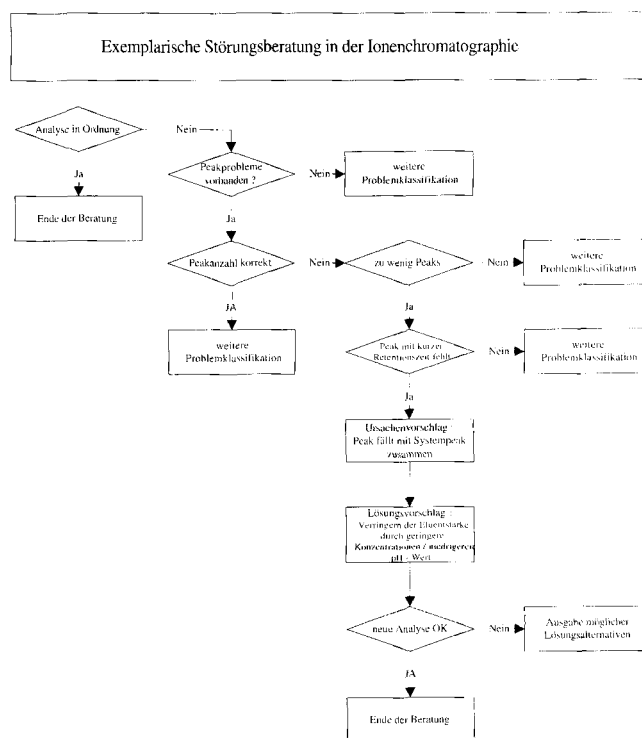 Exemplarische Störungsberatung in der Ionenchromatographie
Analyse in Ordnung
Nein
Ja
Ende der Beratung
Peakprobleme
vorhanden ?
Nein
weitere
Problemklassifikation
Ja
Peakanzahl korrekt
Nein
zu wenig Peaks
Nein
weitere
Problemklassifikation
JA
weitere
Problemklassifikation
Ja
Peak mit kurzer
Retentionszeit fehlt
Nein
weitere
Problemklassifikation
Ja
Ursachenvorschlag :
Peak fällt mit Systempeak
zusammen
Lösungsvorschlag :
Verringern der Eluentstärke
durch geringere
Konzentrationen / niedrigeren
pH - Wert
neue Analyse OK
Nein
Ausgabe möglicher
Lösungsalternativen
JA
Ende der Beratung